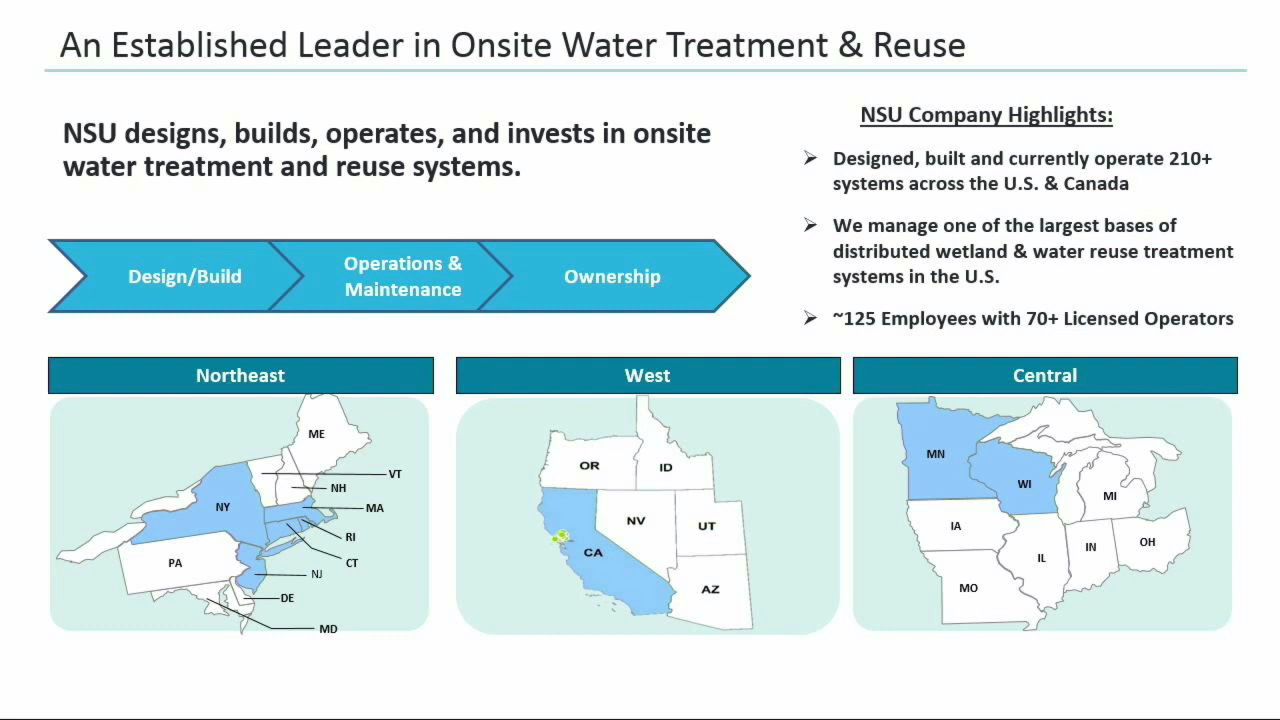 An Established Leader in Onsite Water Treatment & Reuse
NSU designs, builds, operates, and invests in onsite
water treatment and reuse systems.
NSU Company Highlights:
Designed, built and currently operate 210+
systems across the U.S. & Canada
We manage one of the largest bases of
distributed wetland & water reuse treatment
systems in the U.S.
~125 Employees with 70+ Licensed Operators
Design/Build
Operations &
Maintenance
Ownership
Northeast
ME
VT
NH
NY
MA
RI
PA
CT
NJ
DE
MD
West
OR
ID
NV
UT
CA
AZ
Central
MN
WI
MI
IA
OH
IN
IL
MO